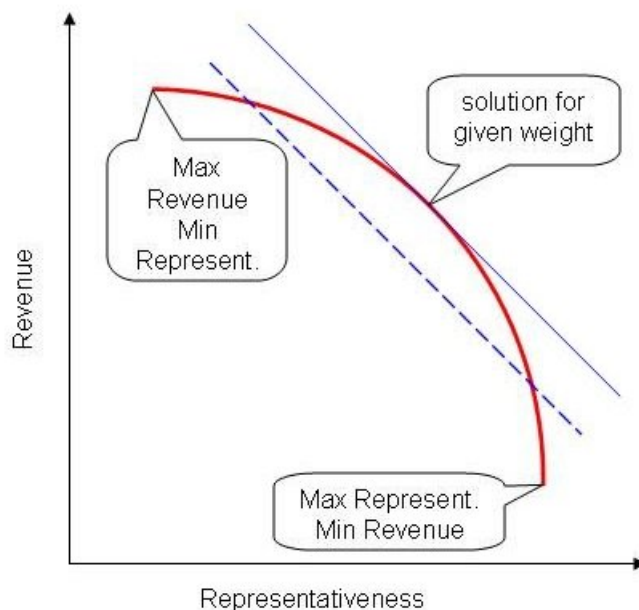 solution for
given weight
Max
Revenue
Min
Represent.
Revenue
Max Represent.
Min Revenue
Representativeness